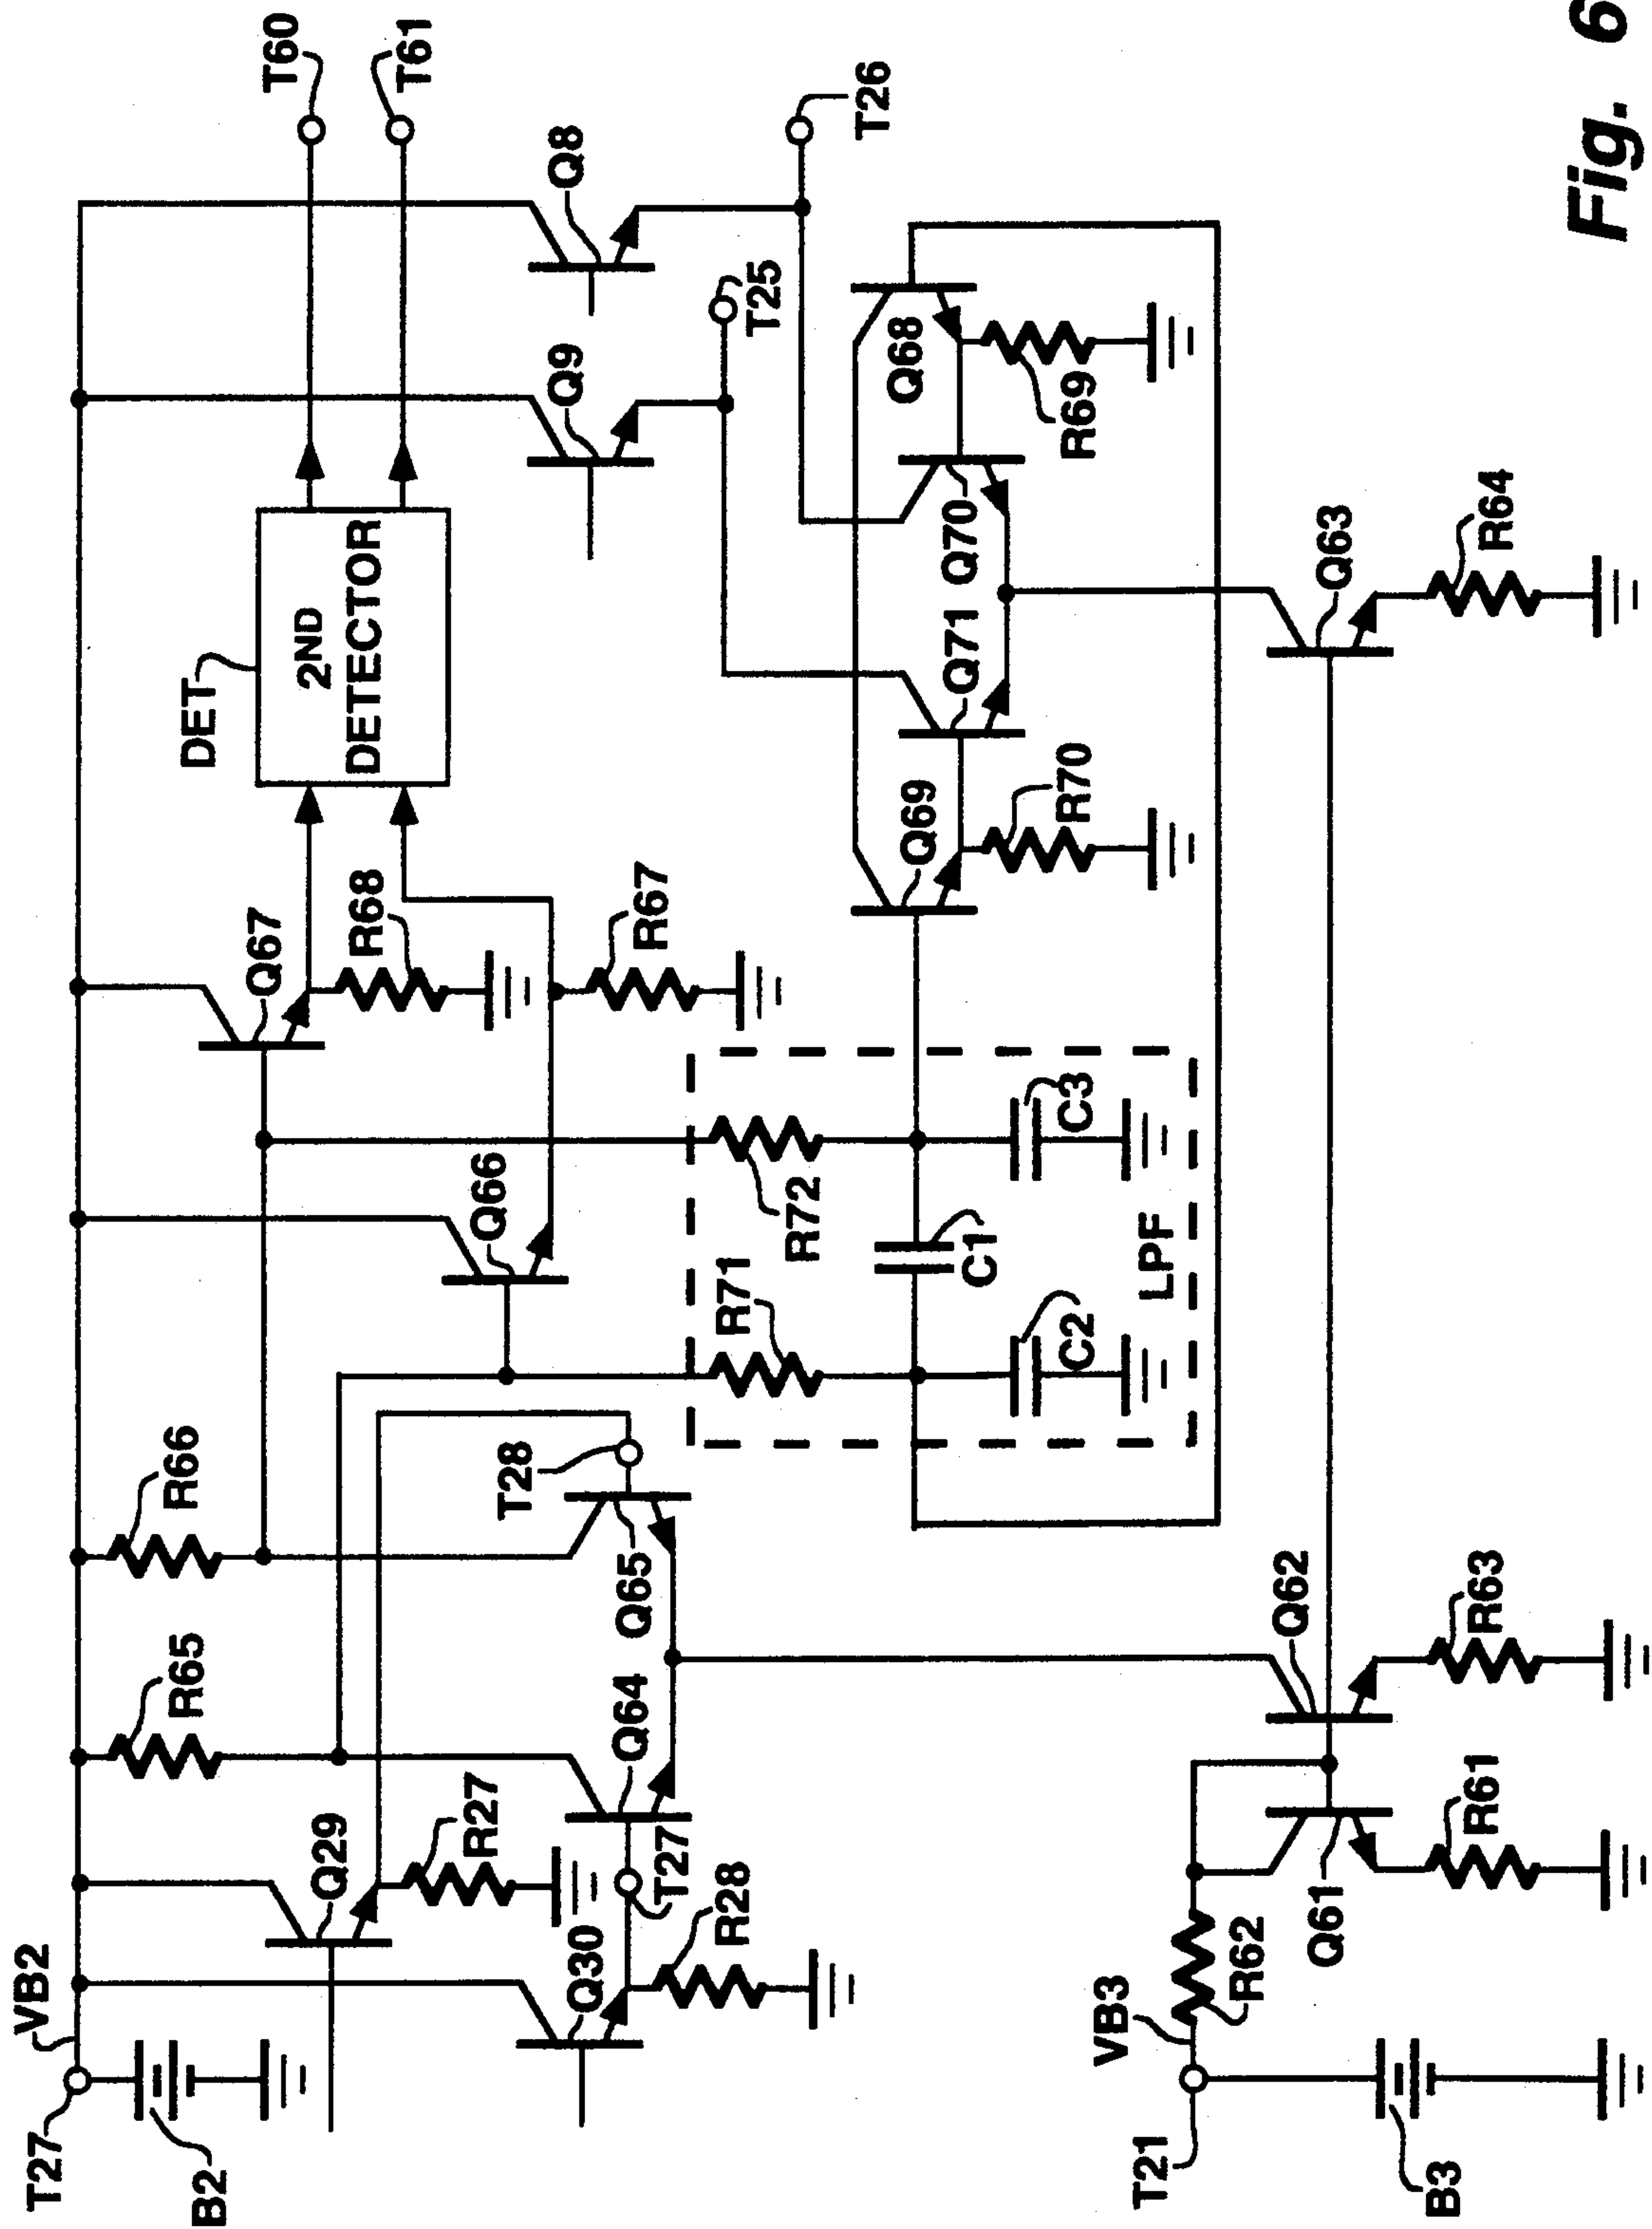 T60
T61
DET
2ND
DETECTOR
Q8
T26
Q9
T25
Q67
R68
R67
Q68
R69
Q70
Q71
Q69
R70
Q66
R72
C3
R71
C1
C2
LPF
Q63
R64
R66
R65
T28
Q65
Q64
Q62
R63
VB2
T27
B2
Q29
R27
T27
Q30
R28
VB3
R62
Q61
R61
T21
B3
Fig. 6